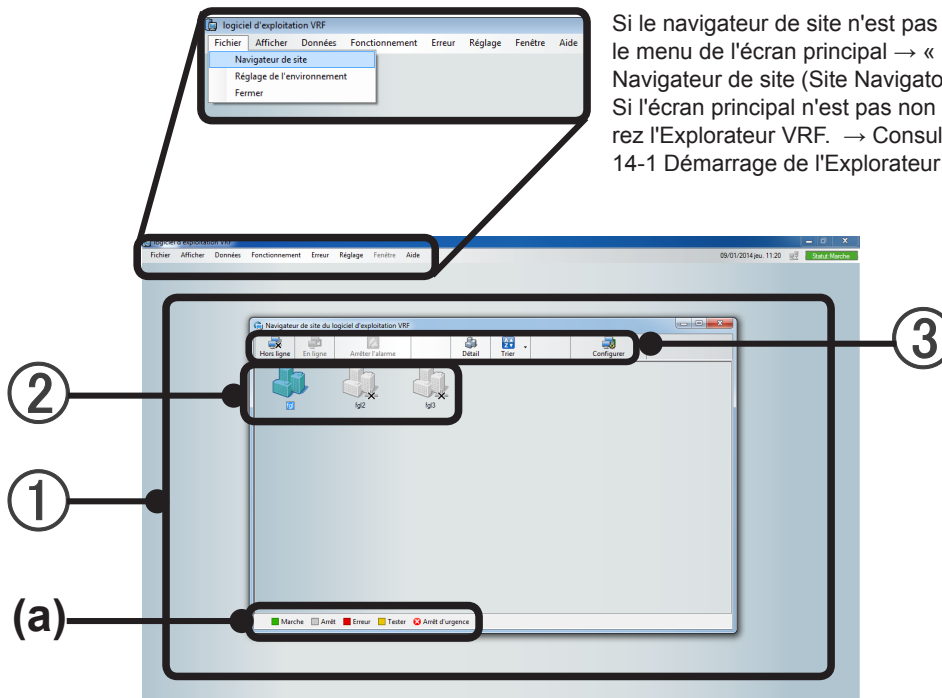 logiciel d'exploitation VRF
Fichier Afficher Données Fonctionnement Erreur Réglage Fenêtre Aide
Navigateur de site
Réglage de l'environnement
Fermer
Si le navigateur de site n'est pas
le menu de l'écran principal → «
Navigateur de site (Site Navigato
Si l'écran principal n'est pas non
rez l'Explorateur VRF. → Consul
14-1 Démarrage de l'Explorateur
logiciel d'exploitation VRF
Fichier Afficher Données Fonctionnement Erreur Réglage Fenêtre Aide
09/01/2014 jeu. 11:20 Statut Marche
Navigateur de site du logiciel d'exploitation VRF
Hors ligne En ligne Arrêter l'alarme Détail Trier Configurer
③
②
fgl2 fgl3
①
(a)
Marche Arrêt Erreur Tester Arrêt d'urgence